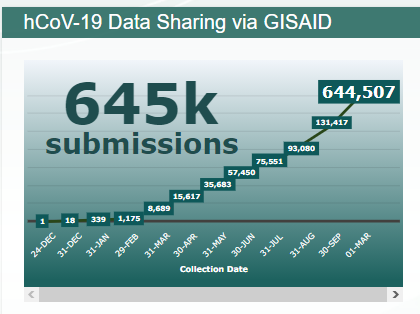 hCoV-19 Data Sharing via GISAID
645k
submissions
644,507
131,417
93,080
75,551
57,450
35,683
15,617
8,689
1,175
339
18
1
24-DEC
31-DEC
31-JAN
29-FEB
31-MAR
30-APR
31-MAY
30-JUN
31-JUL
31-AUG
30-SEP
01-MAR
Collection Date